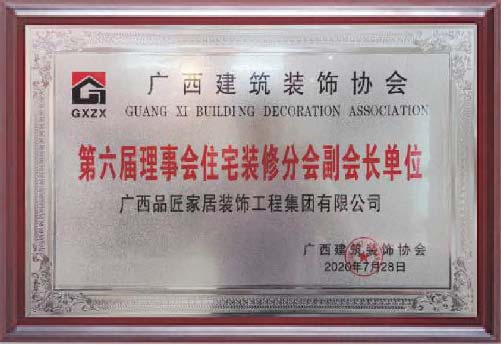 广西建筑装饰协会
GXZX
GUANG XI BUILDING DECORATION ASSOCIATION
第六届理事会住宅装修分会副会长单位
广西品匠家居装饰工程集团有限公司
广西建筑装饰协会
2020年7月28日